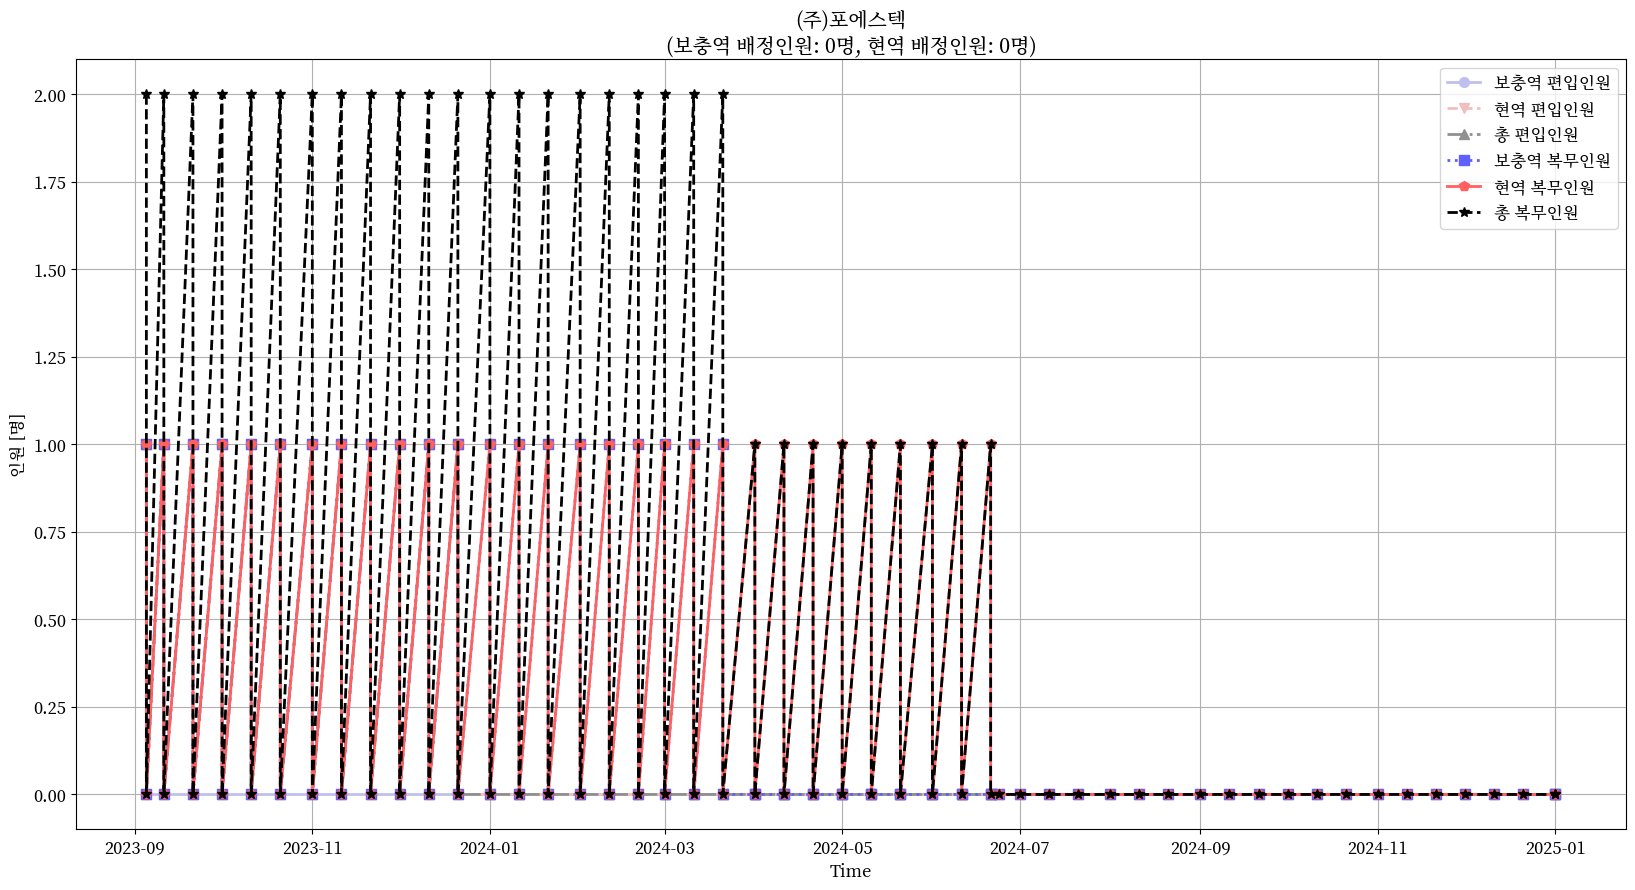 (주)포에스텍
(보충역 배정인원: 0명, 현역 배정인원: 0명)
보충역 편입인원
현역 편입인원
총 편입인원
보충역 복무인원
현역 복무인원
총 복무인원
인원 [명]
2.00
1.75
1.50
1.25
1.00
0.75
0.50
0.25
0.00
2023-09
2023-11
2024-01
2024-03
2024-05
2024-07
2024-09
2024-11
2025-01
Time